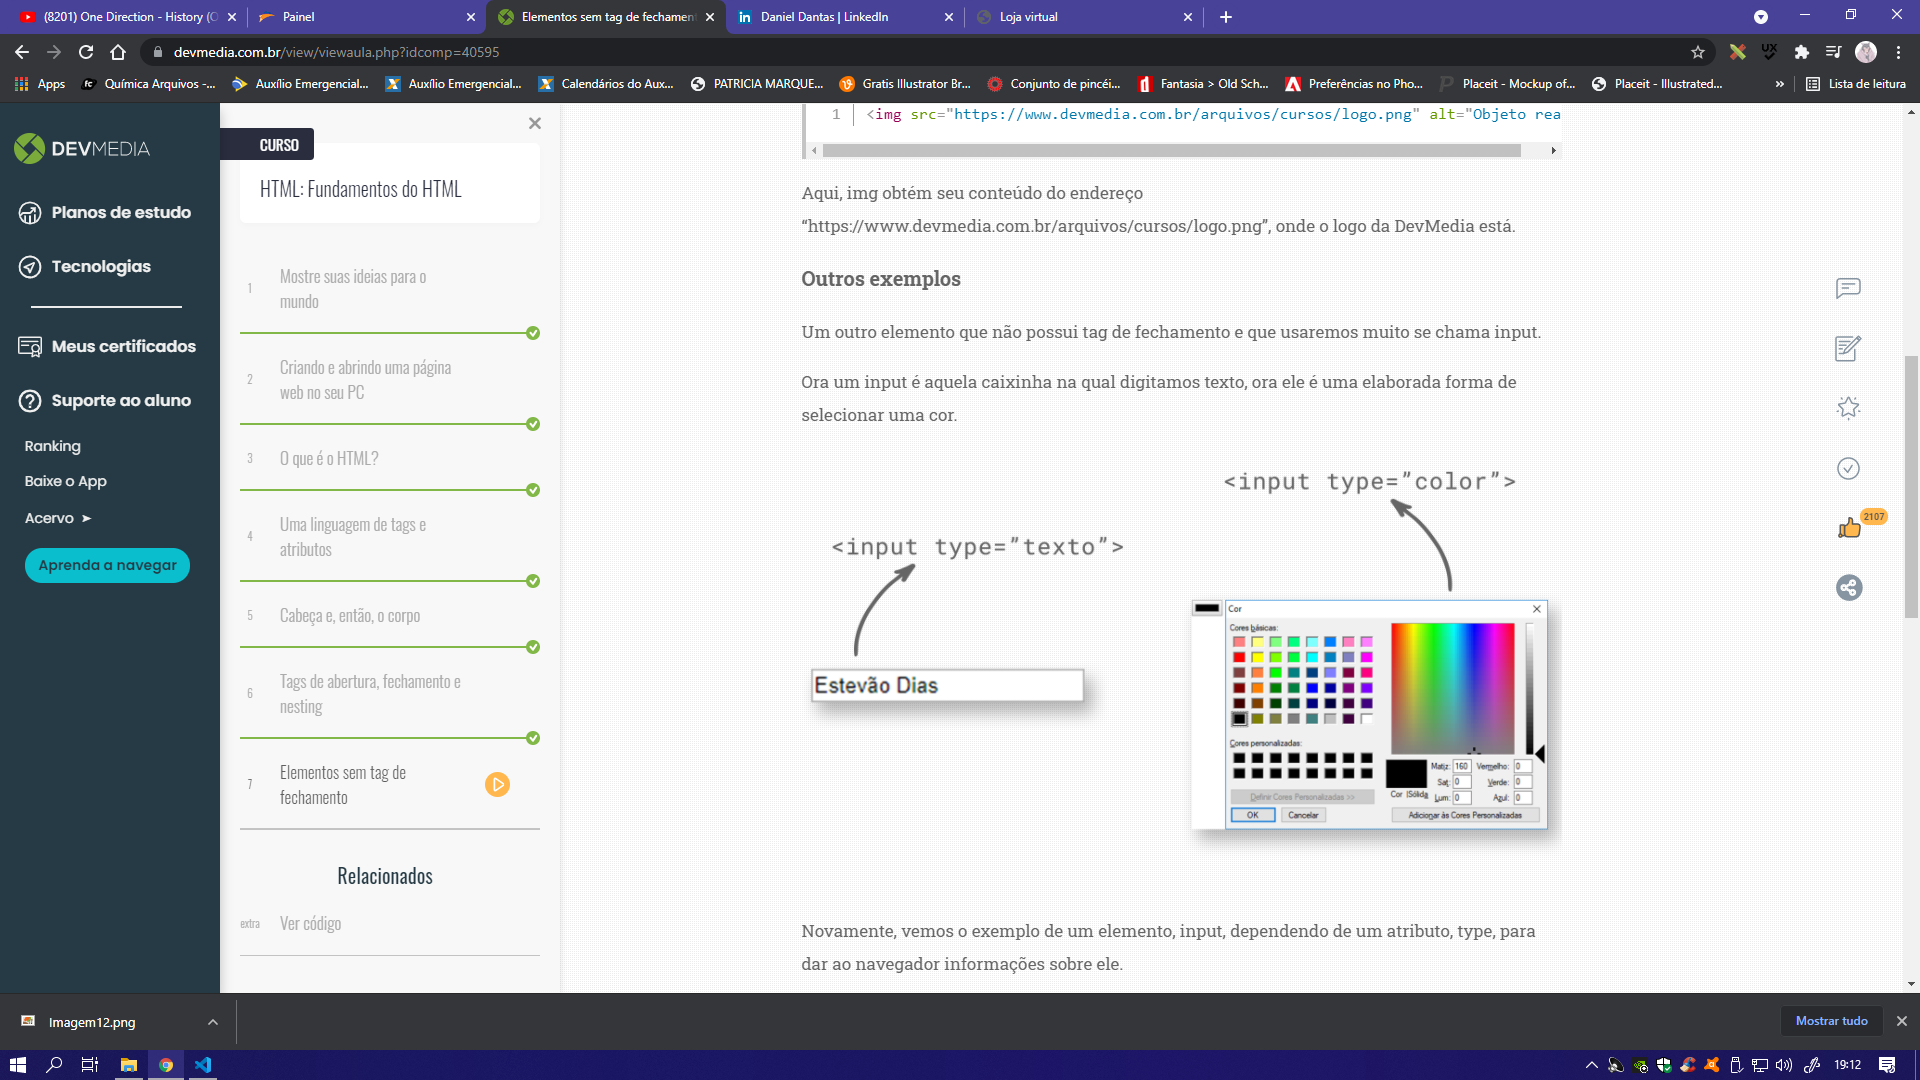 (8201) One Direction - History (O
Painel
Elementos sem tag de fechament
Daniel Dantas | LinkedIn
Loja virtual
devmedia.com.br/view/viewaula.php?idcomp=40595
Apps
Química Arquivos -...
Auxílio Emergencial...
Auxílio Emergencial...
Calendários do Aux...
PATRICIA MARQUE...
Gratis Illustrator Br...
Conjunto de pincéi...
Fantasia > Old Sch...
Preferências no Pho...
Placeit - Mockup of...
Placeit - Illustrated...
»
Lista de leitura
DEVMEDIA
Planos de estudo
Tecnologias
Meus certificados
Suporte ao aluno
Ranking
Baixe o App
Acervo ➤
Aprenda a navegar
CURSO
HTML: Fundamentos do HTML
1
Mostre suas ideias para o
mundo
2
Criando e abrindo uma página
web no seu PC
3
O que é o HTML?
4
Uma linguagem de tags e
atributos
5
Cabeça e, então, o corpo
6
Tags de abertura, fechamento e
nesting
7
Elementos sem tag de
fechamento
Relacionados
extra
Ver código
1
<img src="https://www.devmedia.com.br/arquivos/cursos/logo.png" alt="Objeto rea
Aqui, img obtém seu conteúdo do endereço
“https://www.devmedia.com.br/arquivos/cursos/logo.png”, onde o logo da DevMedia está.
Outros exemplos
Um outro elemento que não possui tag de fechamento e que usaremos muito se chama input.
Ora um input é aquela caixinha na qual digitamos texto, ora ele é uma elaborada forma de
selecionar uma cor.
<input type=”color”>
<input type=”texto”>
Estevão Dias
Cor
Cores básicas:
Cores personalizadas:
Definir Cores Personalizadas >>
OK
Cancelar
Cor |Sólida
Matiz: 160
Sat: 0
Lum: 0
Vermelho: 0
Verde: 0
Azul: 0
Adicionar às Cores Personalizadas
Novamente, vemos o exemplo de um elemento, input, dependendo de um atributo, type, para
dar ao navegador informações sobre ele.
2107
Imagem12.png
Mostrar tudo
19:12